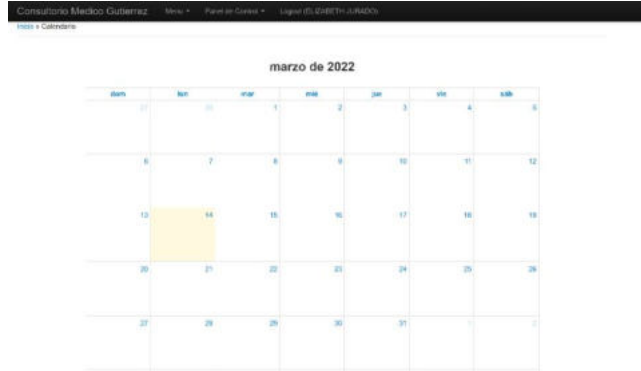 Consultorio Medico Gutierrez Menu Panel de Control Logout (ELIZABETH JURADO)
Inicio » Calendario
marzo de 2022
dom lun mar mié jue vie sáb
1 2 3 4 5
6 7 8 9 10 11 12
13 14 15 16 17 18 19
20 21 22 23 24 25 26
27 28 29 30 31 1 2